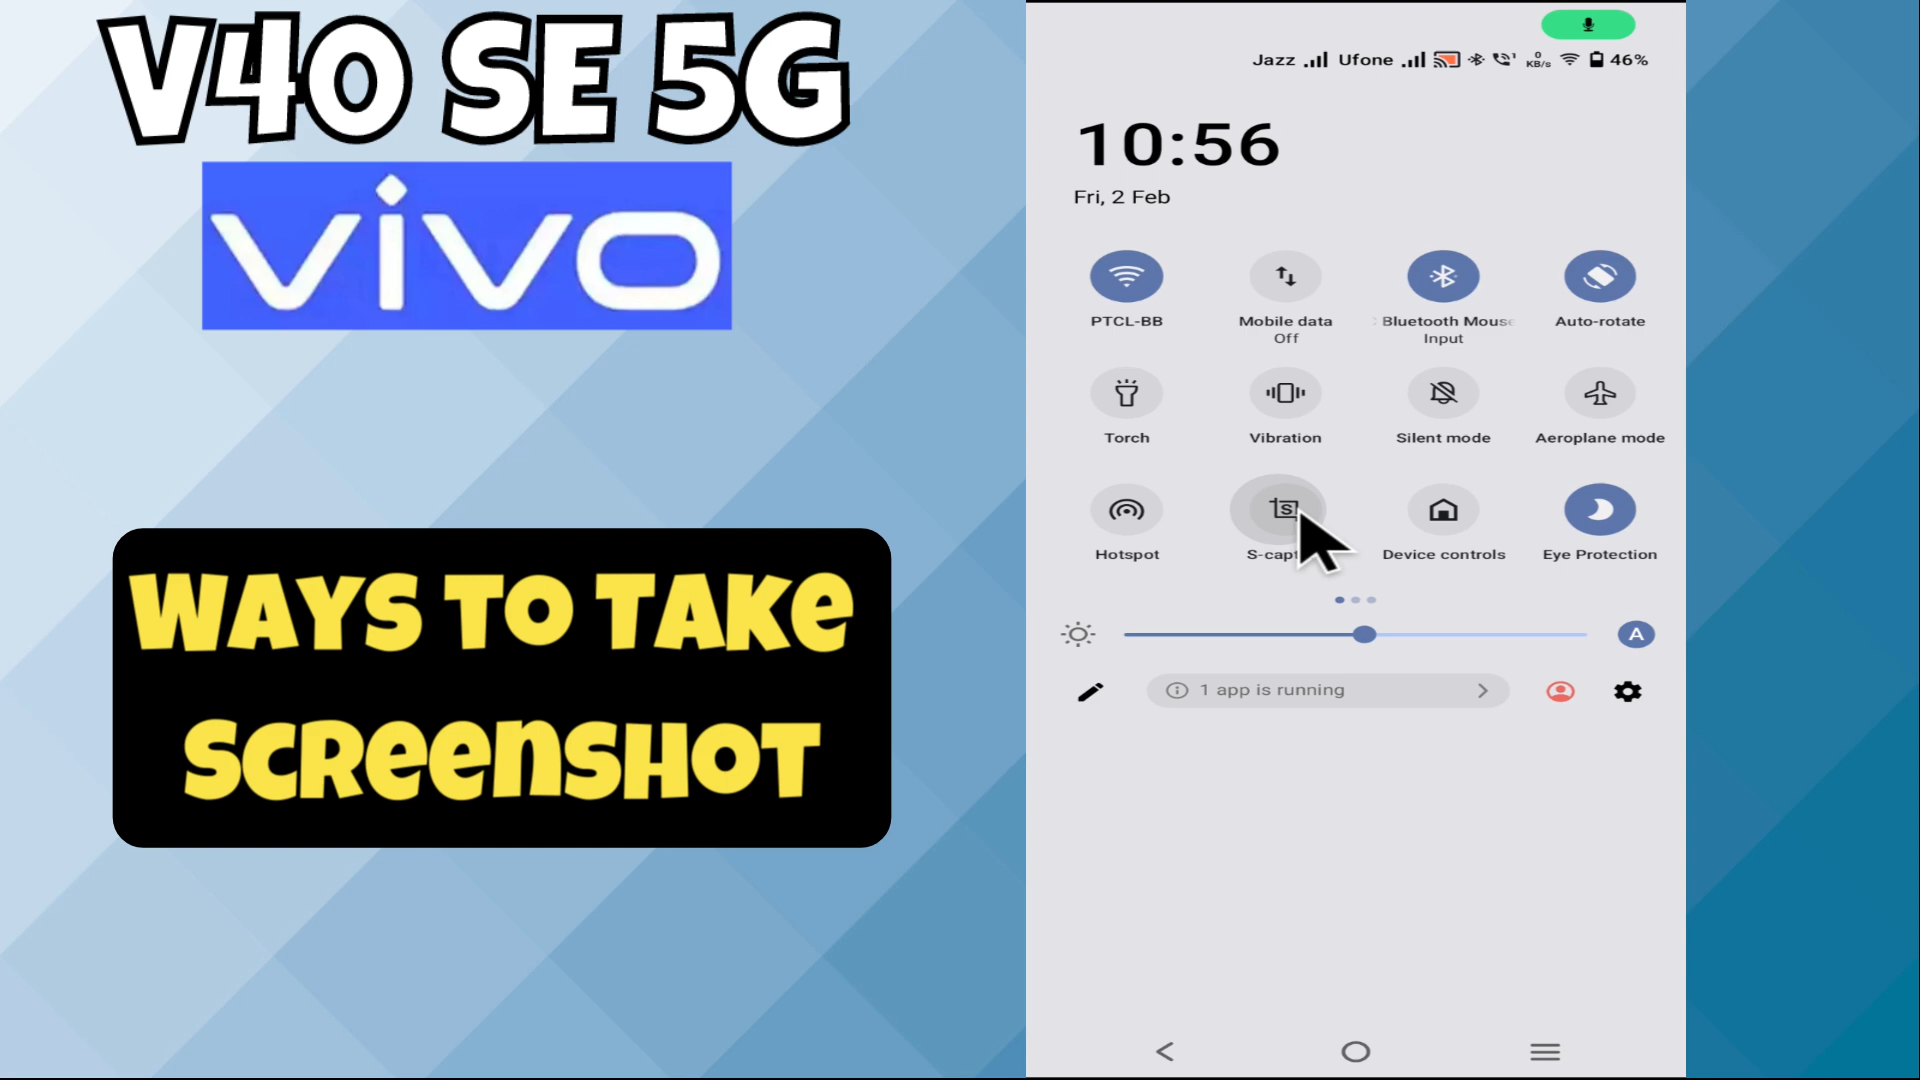 V40 SE 5G
vivo
WAYS TO TAKE
SCREENSHOT
Jazz Ufone 0 KB/s 46%
10:56
Fri, 2 Feb
PTCL-BB Mobile data Bluetooth Mouse Auto-rotate
Off Input
Torch Vibration Silent mode Aeroplane mode
Hotspot Device controls Eye Protection
A
1 app is running